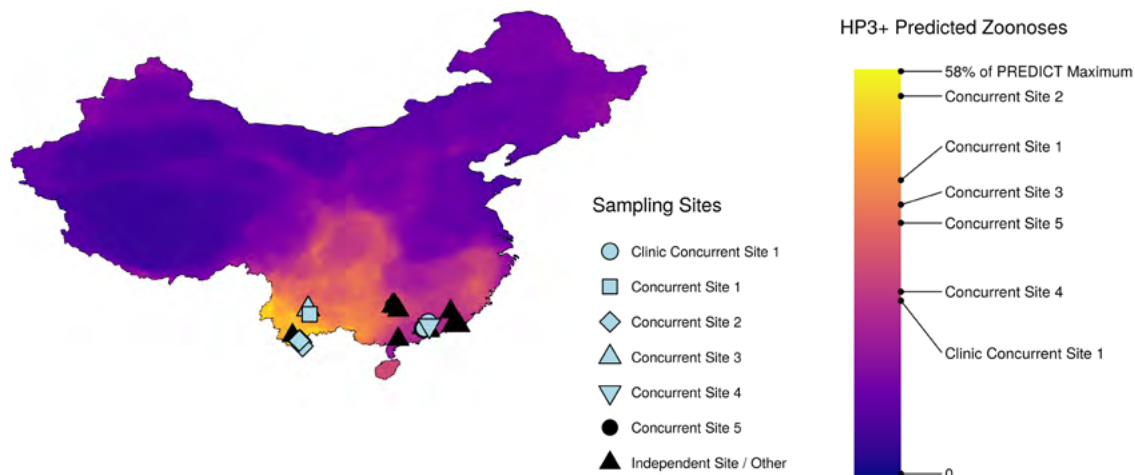 HP3+ Predicted Zoonoses
58% of PREDICT Maximum
Concurrent Site 2
Concurrent Site 1
Concurrent Site 3
Concurrent Site 5
Concurrent Site 4
Clinic Concurrent Site 1
0
Sampling Sites
Clinic Concurrent Site 1
Concurrent Site 1
Concurrent Site 2
Concurrent Site 3
Concurrent Site 4
Concurrent Site 5
Independent Site / Other